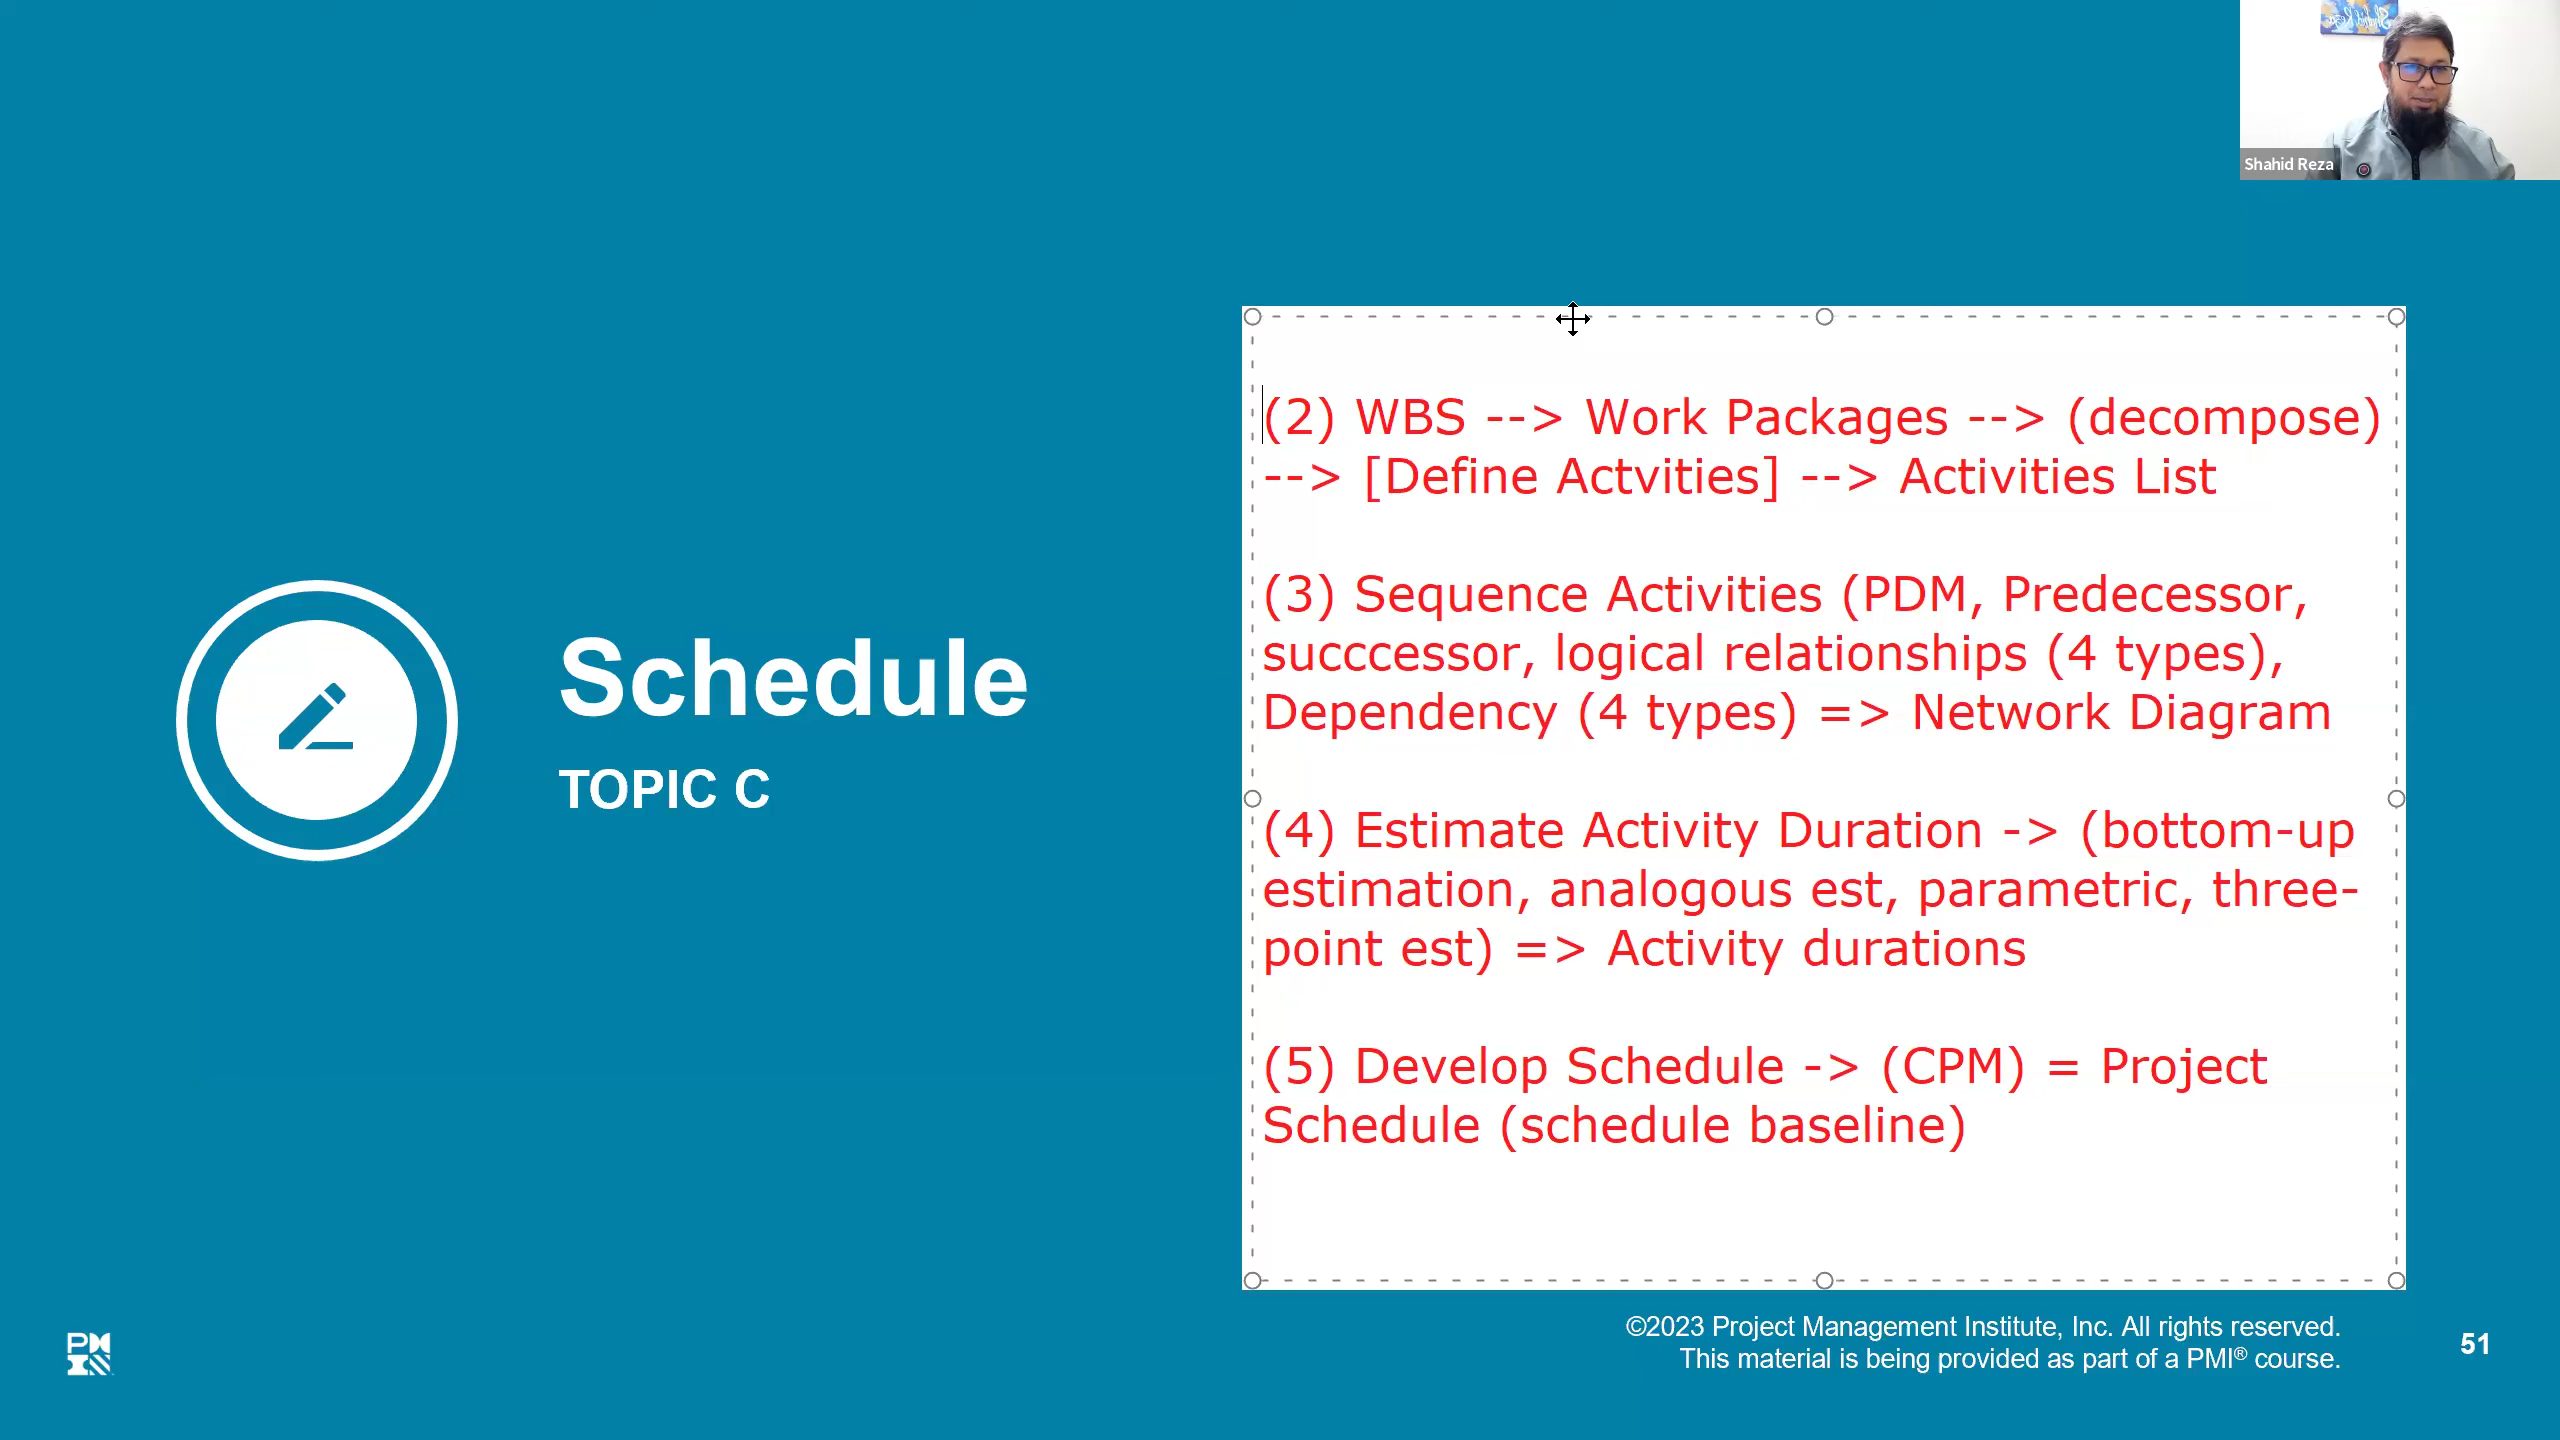 Shahid Reza
(2) WBS --> Work Packages --> (decompose)
--> [Define Actvities] --> Activities List
(3) Sequence Activities (PDM, Predecessor,
succcessor, logical relationships (4 types),
Dependency (4 types) => Network Diagram
(4) Estimate Activity Duration -> (bottom-up
estimation, analogous est, parametric, three-
point est) => Activity durations
(5) Develop Schedule -> (CPM) = Project
Schedule (schedule baseline)
Schedule
TOPIC C
©2023 Project Management Institute, Inc. All rights reserved.
This material is being provided as part of a PMI® course.
51